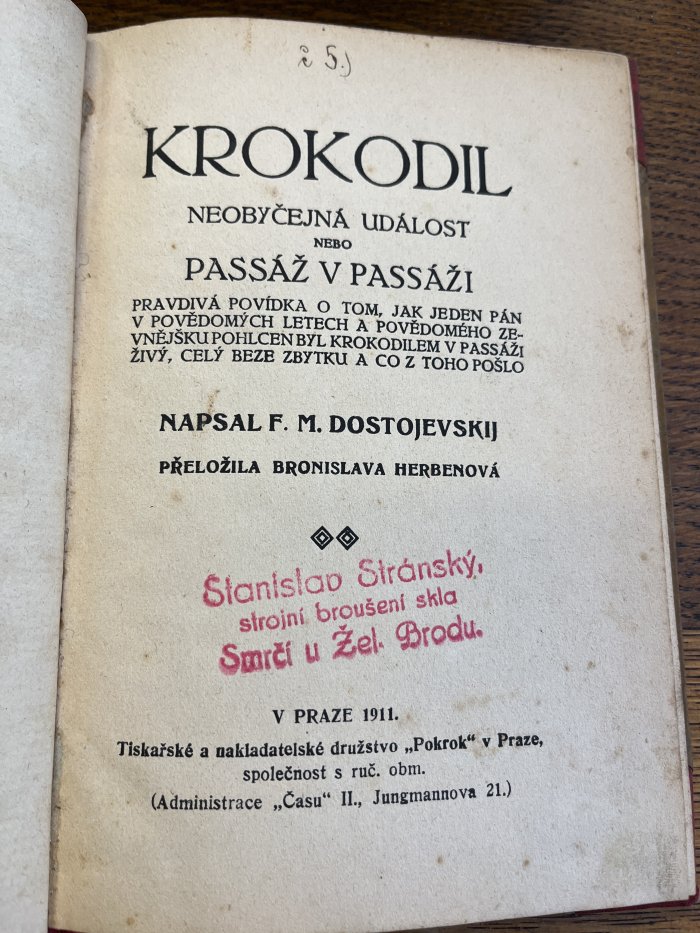 2 5.)
KROKODIL
NEOBYČEJNÁ UDÁLOST
NEBO
PASSÁŽ V PASSÁŽI
PRAVDIVÁ POVÍDKA O TOM, JAK JEDEN PÁN
V POVĚDOMÝCH LETECH A POVĚDOMÉHO ZE-
VNĚJŠKU POHLCEN BYL KROKODILEM V PASSÁŽI
ŽIVÝ, CELÝ BEZE ZBYTKU A CO Z TOHO POŠLO
NAPSAL F. M. DOSTOJEVSKIJ
PŘELOŽILA BRONISLAVA HERBENOVÁ
Stanislav Stránský,
strojní broušení skla
Smrčí u Žel. Brodu.
V PRAZE 1911.
Tiskařské a nakladatelské družstvo „Pokrok" v Praze,
společnost s ruč. obm.
(Administrace „Času" II., Jungmannova 21.)